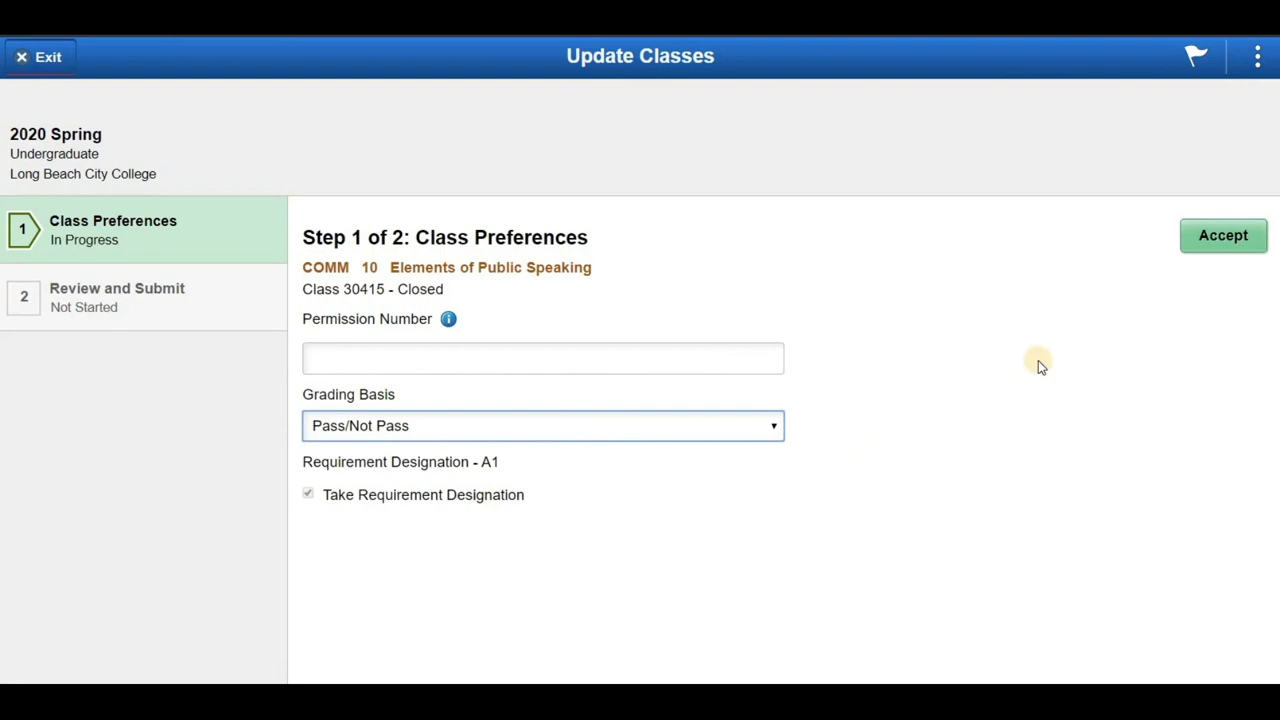 Exit
Update Classes
2020 Spring
Undergraduate
Long Beach City College
1
Class Preferences
In Progress
2
Review and Submit
Not Started
Step 1 of 2: Class Preferences
Accept
COMM 10 Elements of Public Speaking
Class 30415 - Closed
Permission Number
Grading Basis
Pass/Not Pass
Requirement Designation - A1
Take Requirement Designation